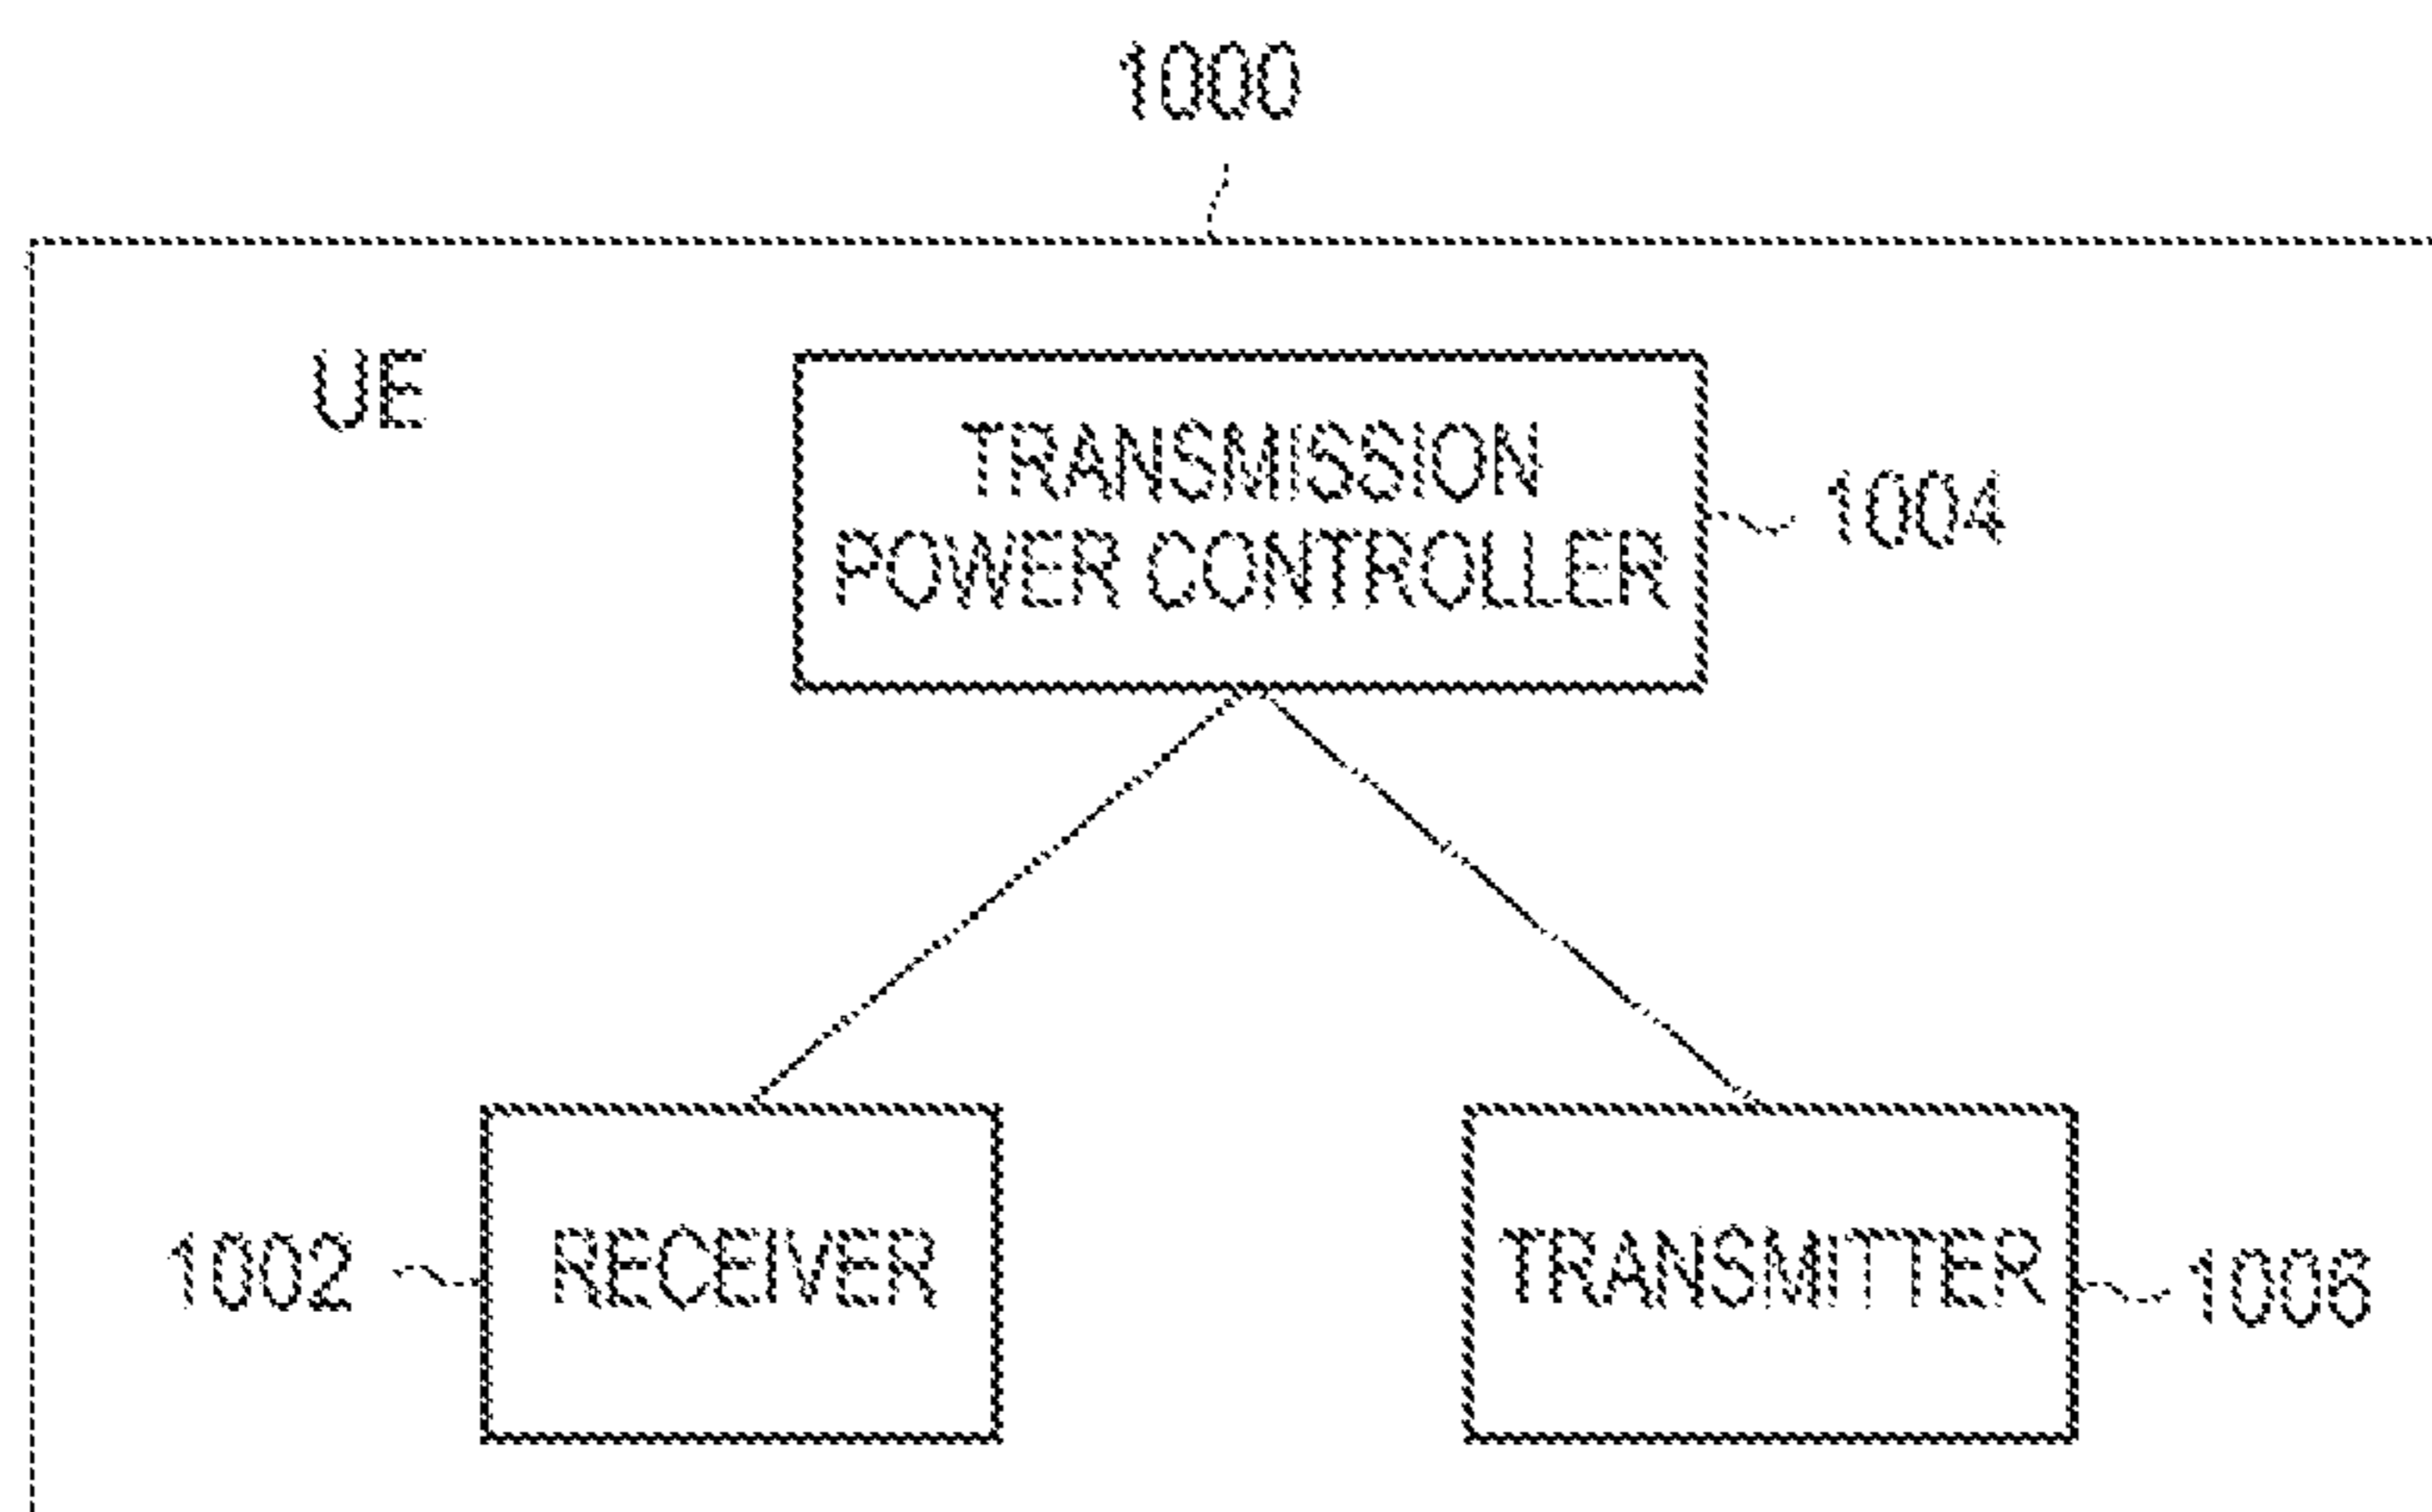 1000
UE
TRANSMISSION
POWER CONTROLLER
1004
1002
RECEIVER
TRANSMITTER
1006